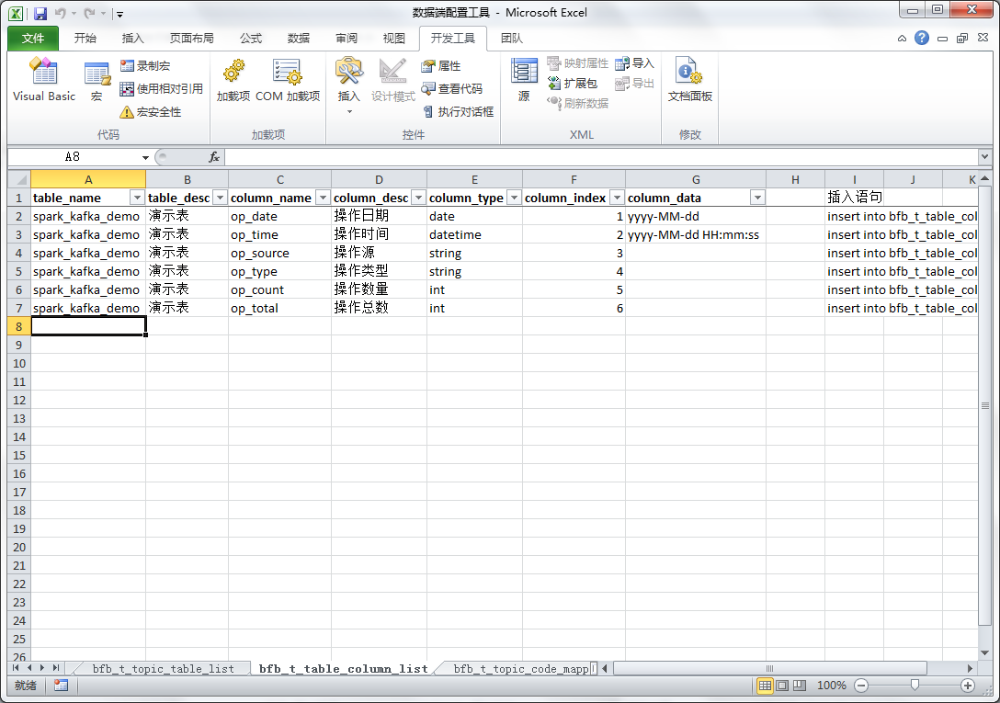 数据端配置工具 - Microsoft Excel
文件 开始 插入 页面布局 公式 数据 审阅 视图 开发工具 团队
Visual Basic 宏 录制宏 使用相对引用 宏安全性 加载项 COM 加载项 插入 设计模式 属性 查看代码 执行对话框 源 映射属性 扩展包 刷新数据 导入 导出 文档面板
代码 加载项 控件 XML 修改
A8 fx
A B C D E F G H I J K
1 table_name table_desc column_name column_desc column_type column_index column_data 插入语句
2 spark_kafka_demo 演示表 op_date 操作日期 date 1 yyyy-MM-dd insert into bfb_t_table_col
3 spark_kafka_demo 演示表 op_time 操作时间 datetime 2 yyyy-MM-dd HH:mm:ss insert into bfb_t_table_col
4 spark_kafka_demo 演示表 op_source 操作源 string 3 insert into bfb_t_table_col
5 spark_kafka_demo 演示表 op_type 操作类型 string 4 insert into bfb_t_table_col
6 spark_kafka_demo 演示表 op_count 操作数量 int 5 insert into bfb_t_table_col
7 spark_kafka_demo 演示表 op_total 操作总数 int 6 insert into bfb_t_table_col
8
9
10
11
12
13
14
15
16
17
18
19
20
21
22
23
24
25
26
bfb_t_topic_table_list bfb_t_table_column_list bfb_t_topic_code_mapp
就绪 100%